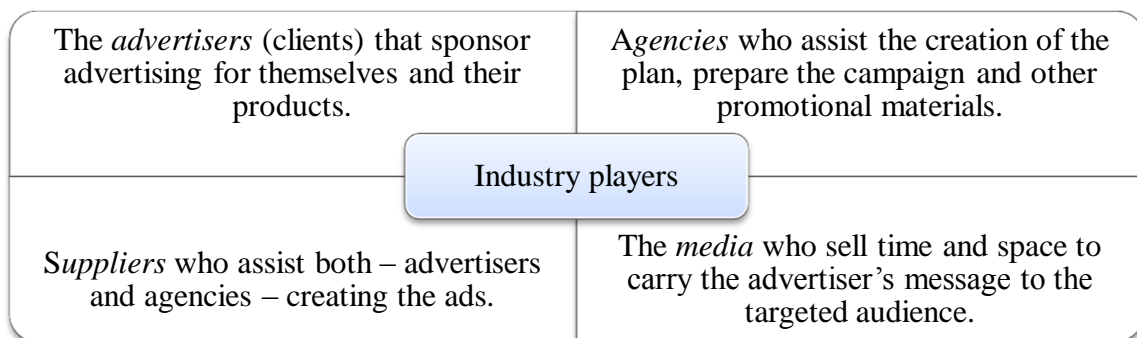 The advertisers (clients) that sponsor
advertising for themselves and their
products.
Agencies who assist the creation of the
plan, prepare the campaign and other
promotional materials.
Industry players
Suppliers who assist both – advertisers
and agencies – creating the ads.
The media who sell time and space to
carry the advertiser’s message to the
targeted audience.